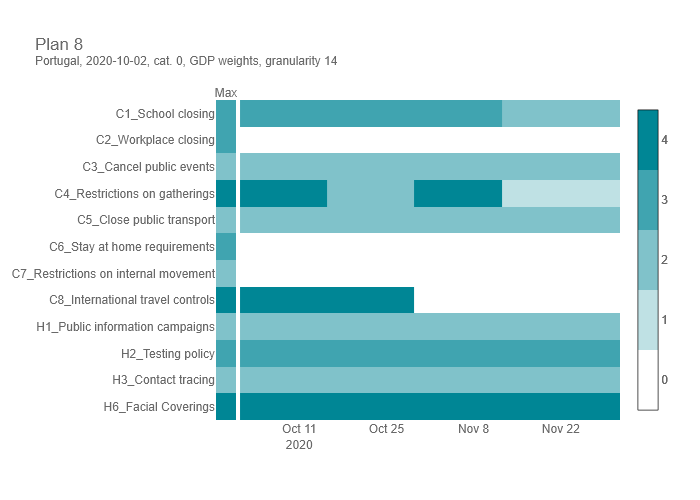 Plan 8
Portugal, 2020-10-02, cat. 0, GDP weights, granularity 14
Max
C1_School closing
C2_Workplace closing
C3_Cancel public events
C4_Restrictions on gatherings
C5_Close public transport
C6_Stay at home requirements
C7_Restrictions on internal movement
C8_International travel controls
H1_Public information campaigns
H2_Testing policy
H3_Contact tracing
H6_Facial Coverings
Oct 11 Oct 25 Nov 8 Nov 22
2020
4
3
2
1
0